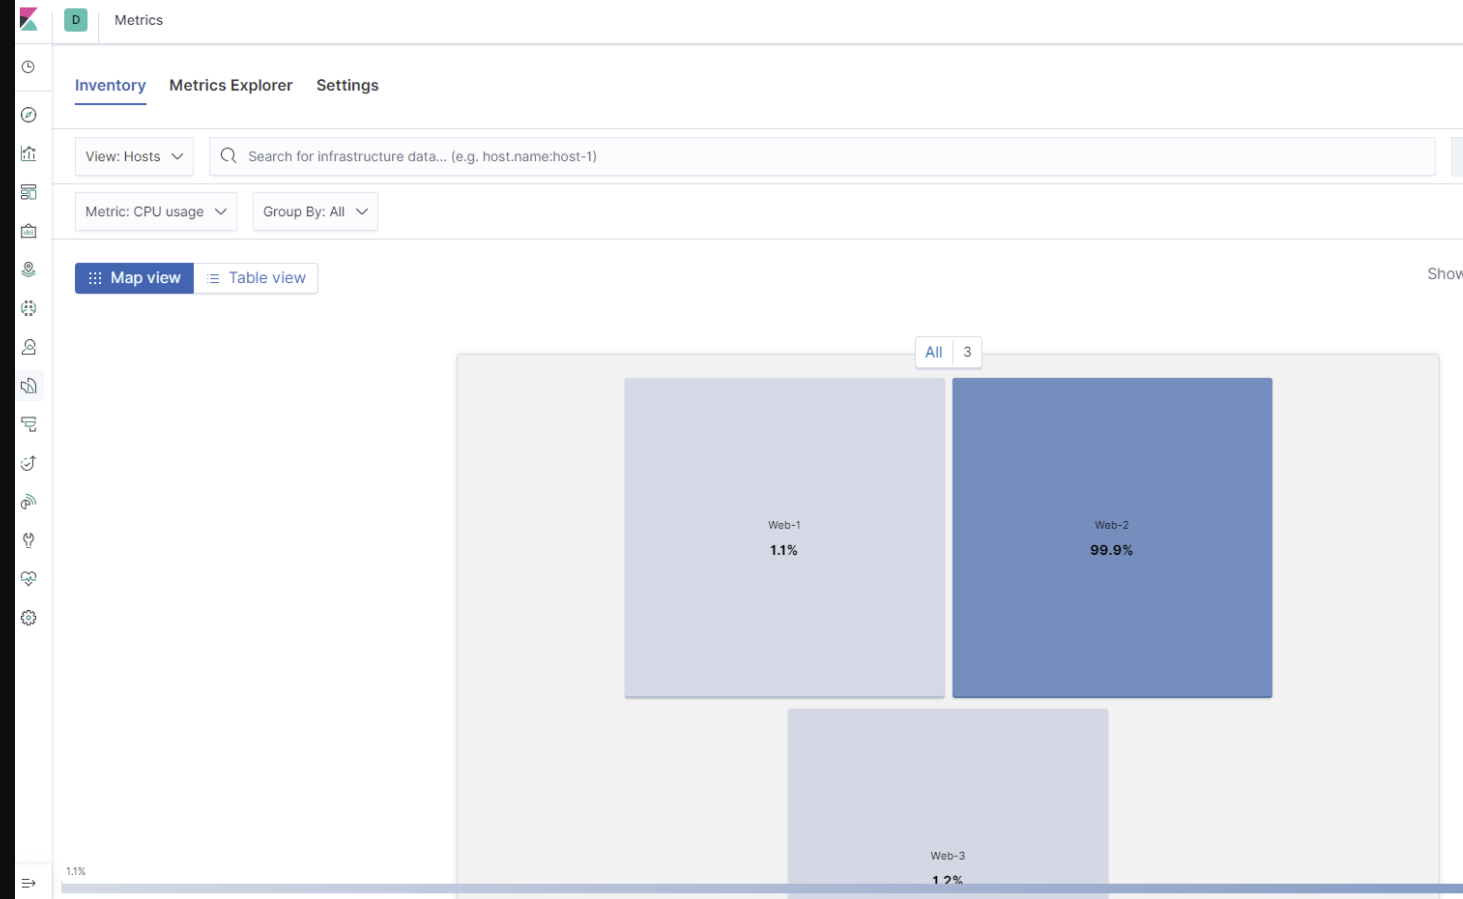 D Metrics
Inventory Metrics Explorer Settings
View: Hosts Search for infrastructure data... (e.g. host.name:host-1)
Metric: CPU usage Group By: All
Map view Table view
Show
All 3
Web-1
1.1%
Web-2
99.9%
Web-3
1.2%
1.1%